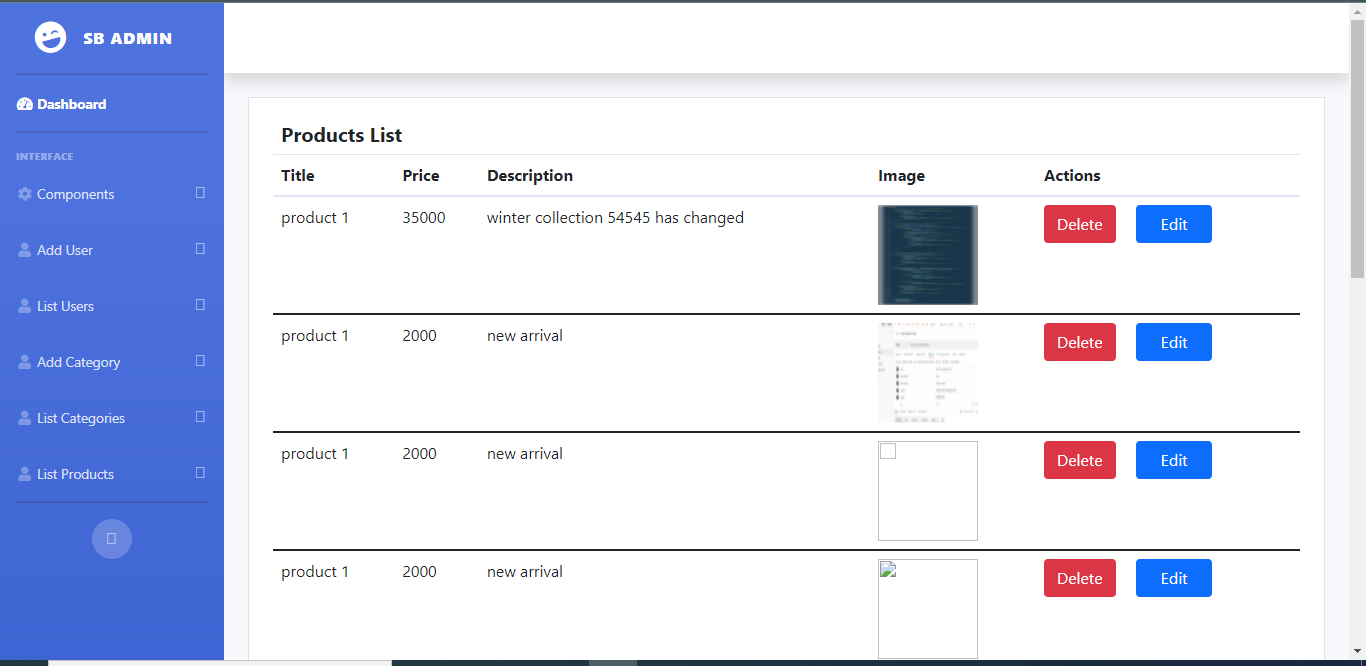 SB ADMIN
Dashboard
INTERFACE
Components
Add User
List Users
Add Category
List Categories
List Products
Products List
Title Price Description Image Actions
product 1 35000 winter collection 54545 has changed Delete Edit
product 1 2000 new arrival Delete Edit
product 1 2000 new arrival Delete Edit
product 1 2000 new arrival Delete Edit